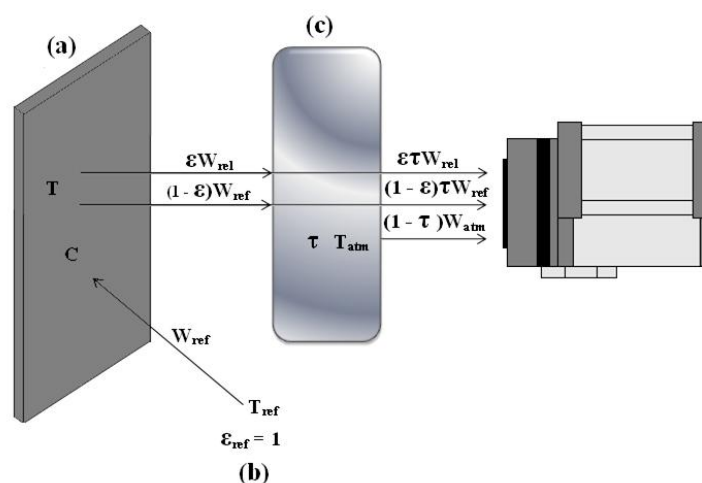 (a)
(c)
εW_rel
ετW_rel
(1 - ε)W_ref
(1 - ε)τW_ref
T
(1 - τ )W_atm
τ T_atm
C
W_ref
T_ref
ε_ref = 1
(b)